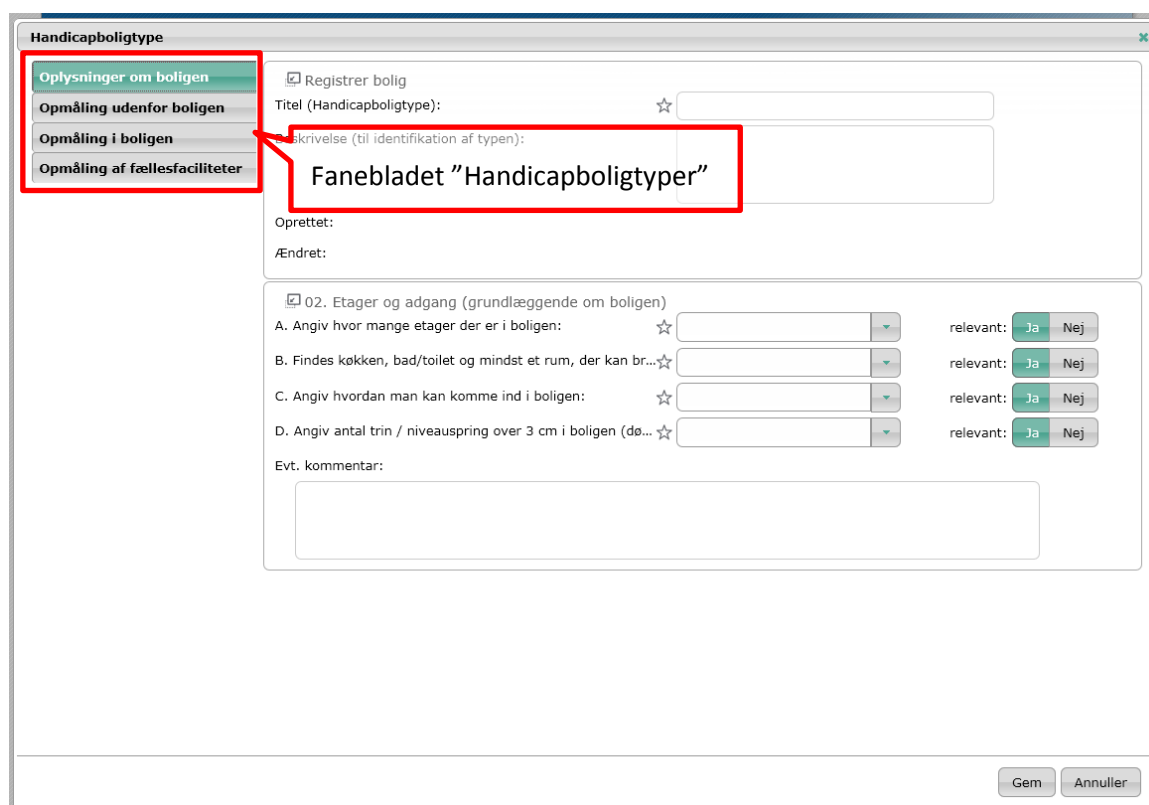 Handicapboligtype
Oplysninger om boligen
Opmåling udenfor boligen
Opmåling i boligen
Opmåling af fællesfaciliteter
Registrer bolig
Titel (Handicapboligtype):
Beskrivelse (til identifikation af typen):
Fanebladet ”Handicapboligtyper”
Oprettet:
Ændret:
02. Etager og adgang (grundlæggende om boligen)
A. Angiv hvor mange etager der er i boligen: relevant: Ja Nej
B. Findes køkken, bad/toilet og mindst et rum, der kan br... relevant: Ja Nej
C. Angiv hvordan man kan komme ind i boligen: relevant: Ja Nej
D. Angiv antal trin / niveauspring over 3 cm i boligen (dø... relevant: Ja Nej
Evt. kommentar:
Gem Annuller